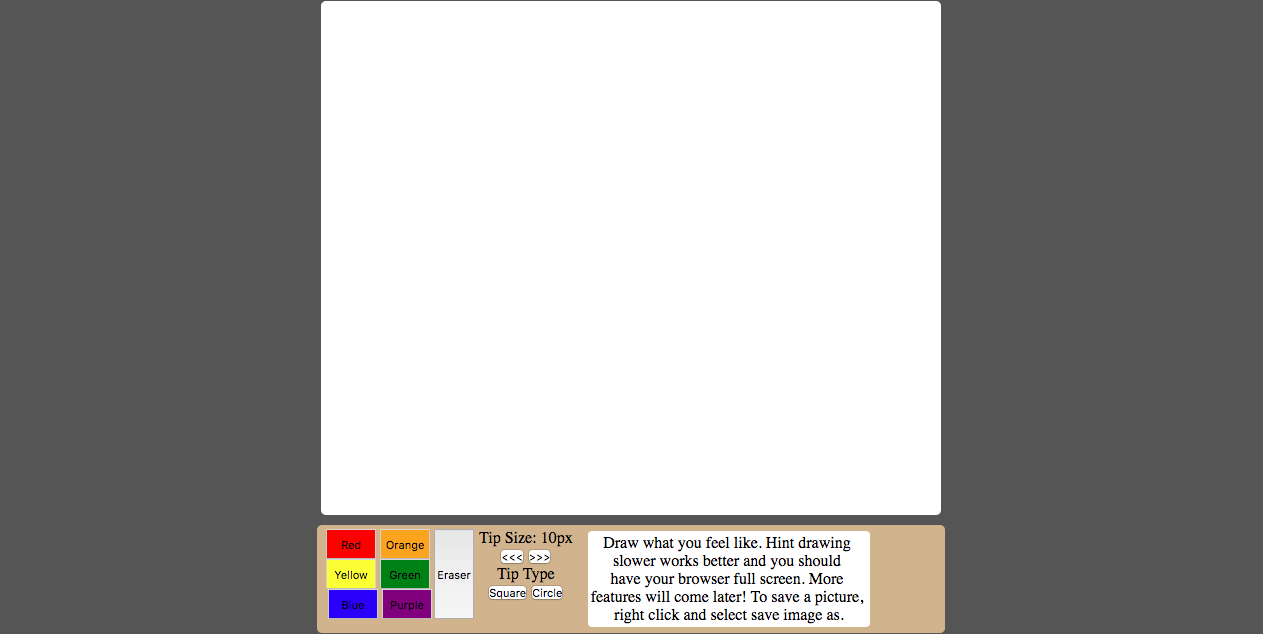 Red Orange
Yellow Green Eraser
Blue Purple
Tip Size: 10px
<<< >>>
Tip Type
Square Circle
Draw what you feel like. Hint drawing
slower works better and you should
have your browser full screen. More
features will come later! To save a picture,
right click and select save image as.